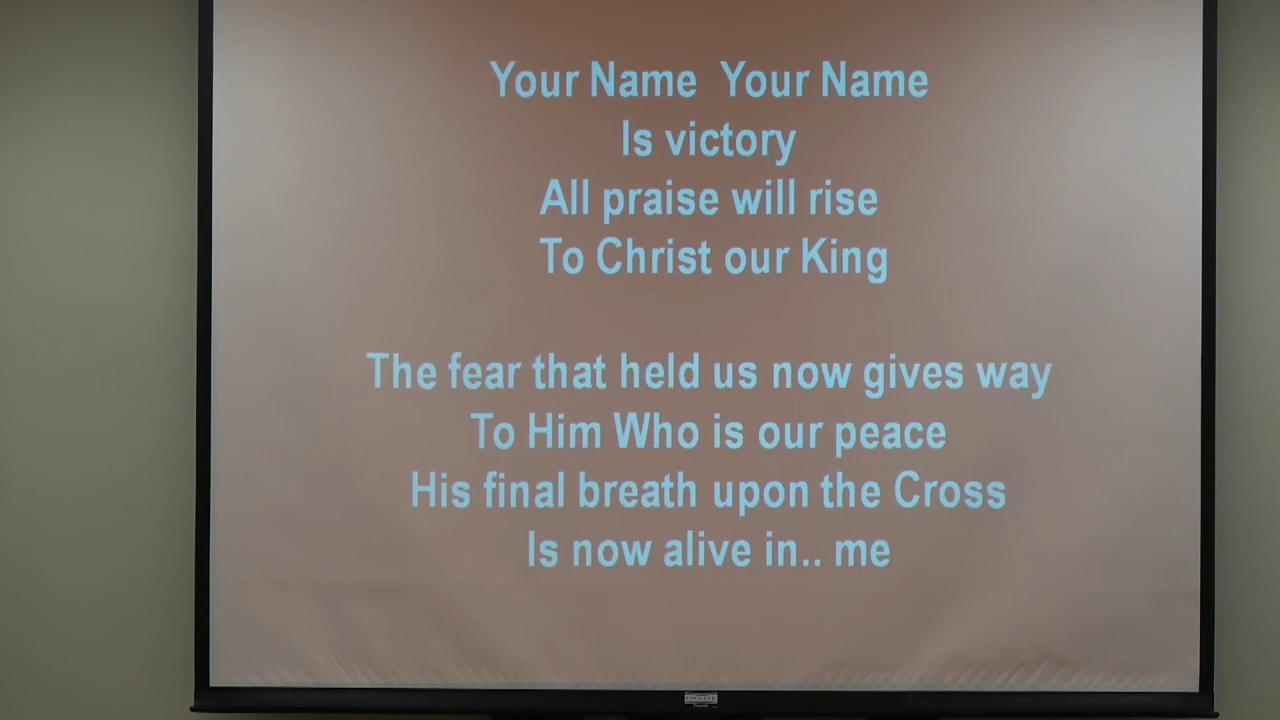 Your Name  Your Name
Is victory
All praise will rise
To Christ our King
The fear that held us now gives way
To Him Who is our peace
His final breath upon the Cross
Is now alive in.. me